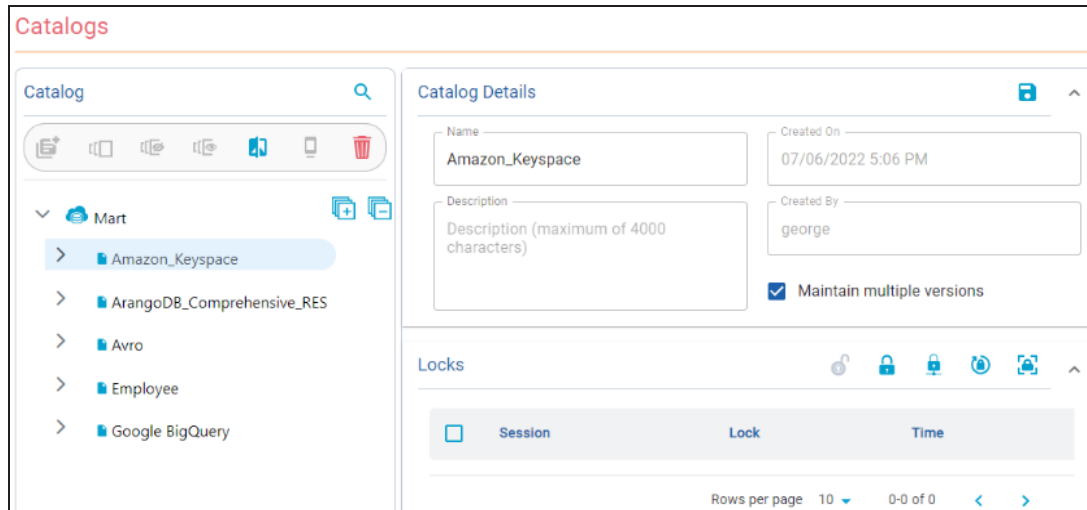 Catalogs
Catalog
Mart
Amazon_Keyspace
ArangoDB_Comprehensive_RES
Avro
Employee
Google BigQuery
Catalog Details
Name
Amazon_Keyspace
Created On
07/06/2022 5:06 PM
Description
Description (maximum of 4000
characters)
Created By
george
Maintain multiple versions
Locks
Session Lock Time
Rows per page 10 0-0 of 0